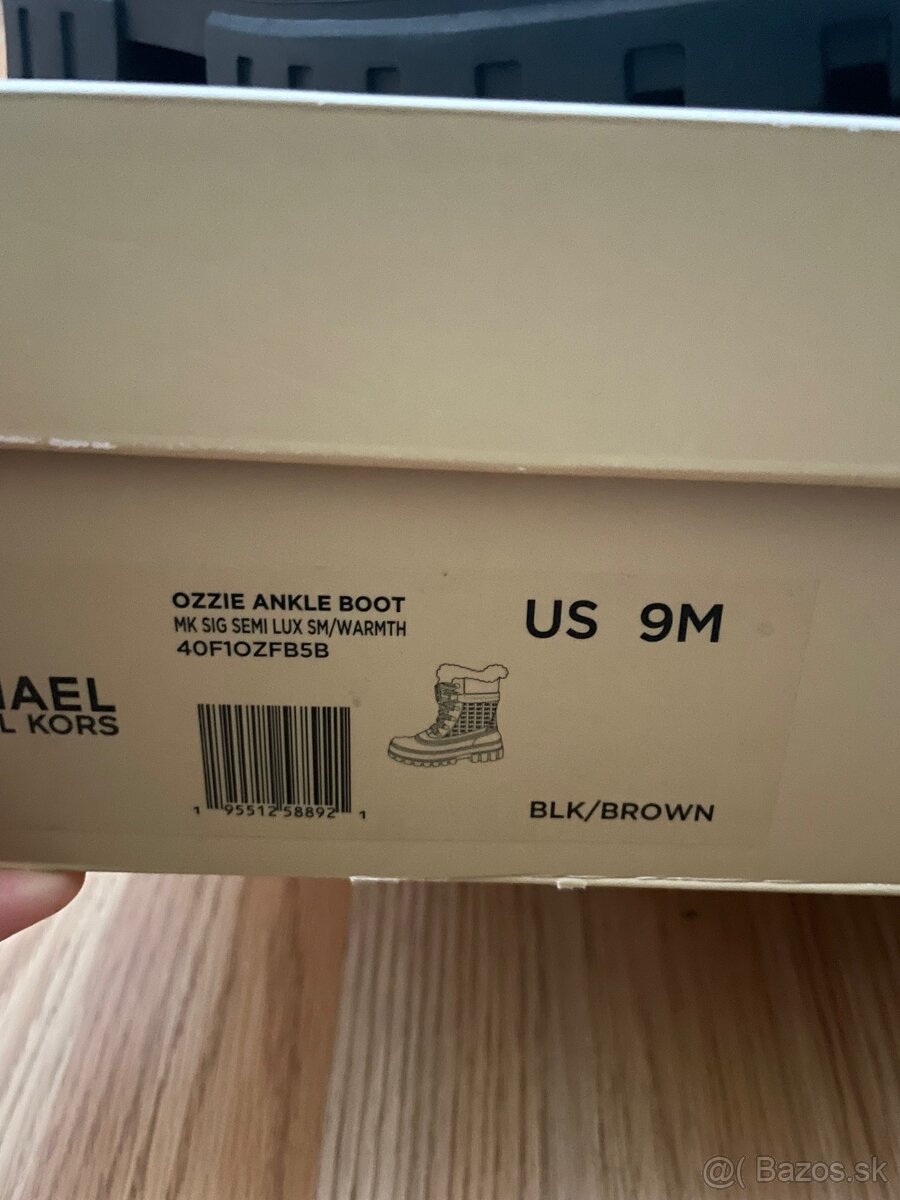 OZZIE ANKLE BOOT
MK SIG SEMI LUX SM/WARMTH
40F1OZFB5B
US 9M
HAEL
L KORS
1 95512 58892 1
BLK/BROWN
@( Bazos.sk